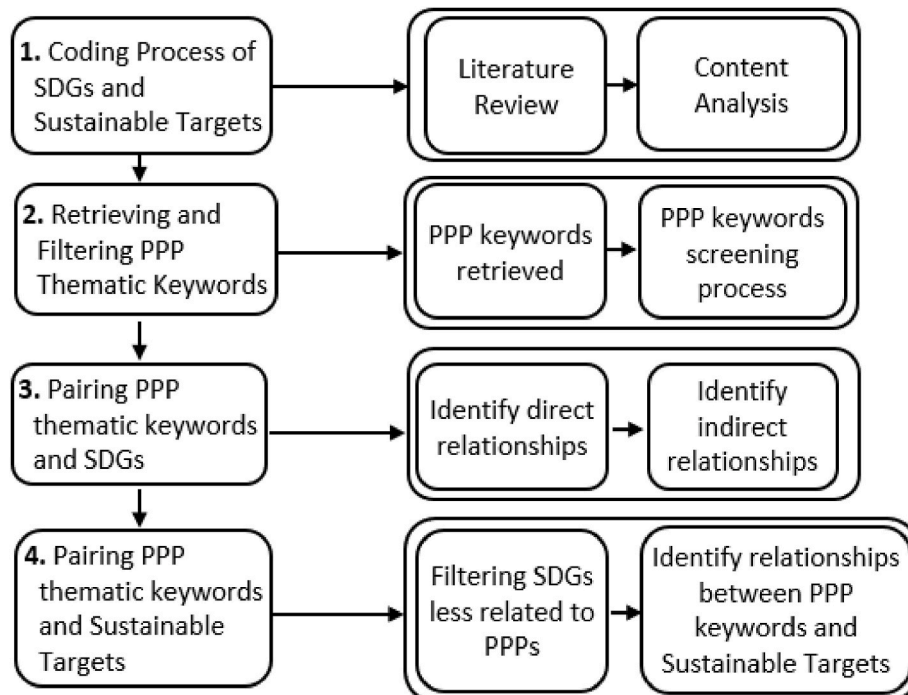 1. Coding Process of
SDGs and
Sustainable Targets
Literature
Review
Content
Analysis
2. Retrieving and
Filtering PPP
Thematic Keywords
PPP keywords
retrieved
PPP keywords
screening
process
3. Pairing PPP
thematic keywords
and SDGs
Identify direct
relationships
Identify
indirect
relationships
4. Pairing PPP
thematic keywords
and Sustainable
Targets
Filtering SDGs
less related to
PPPs
Identify relationships
between PPP
keywords and
Sustainable Targets